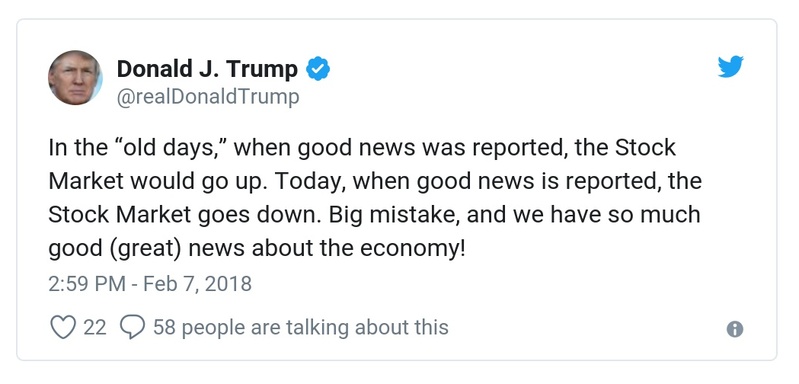 Donald J. Trump
@realDonaldTrump
In the “old days,” when good news was reported, the Stock
Market would go up. Today, when good news is reported, the
Stock Market goes down. Big mistake, and we have so much
good (great) news about the economy!
2:59 PM - Feb 7, 2018
22 58 people are talking about this